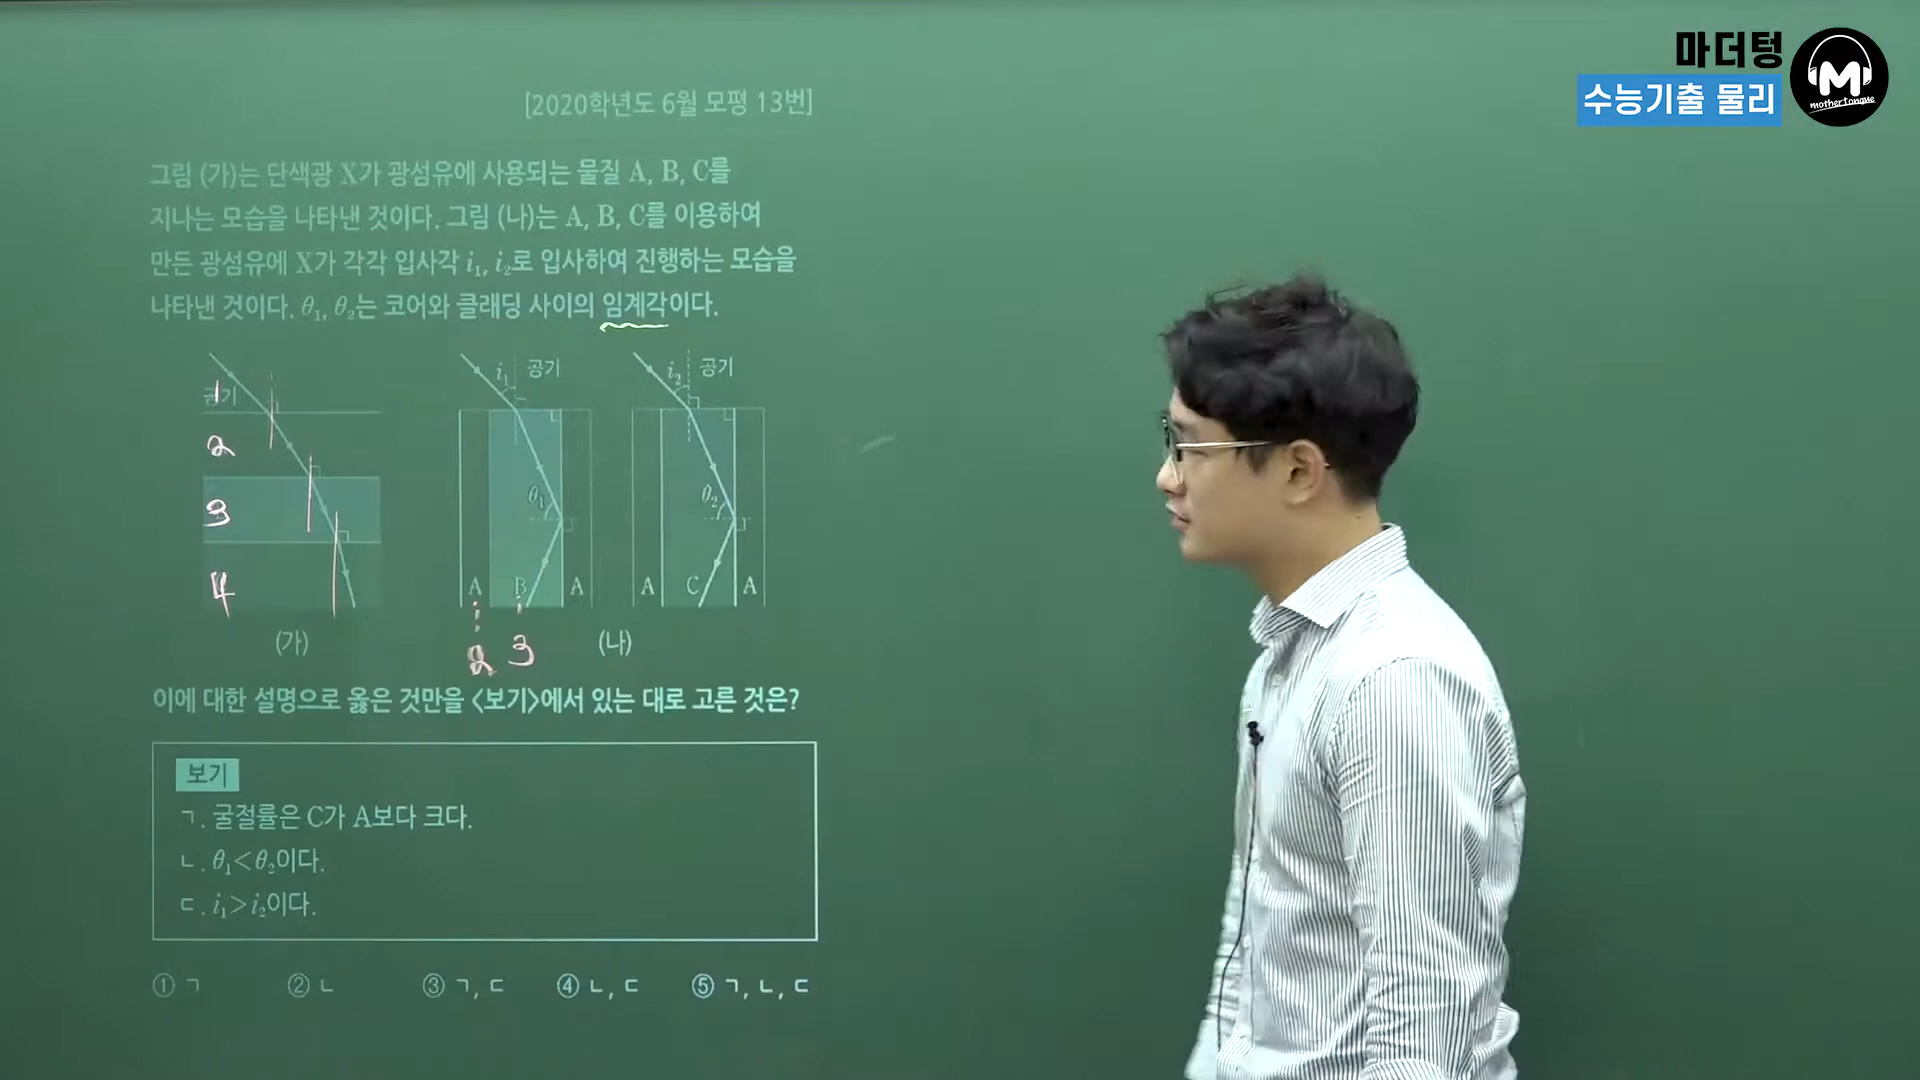 마더텅
수능기출 물리
M
mothertongue
[2020학년도 6월 모평 13번]
그림 (가)는 단색광 X가 광섬유에 사용되는 물질 A, B, C를
지나는 모습을 나타낸 것이다. 그림 (나)는 A, B, C를 이용하여
만든 광섬유에 X가 각각 입사각 i₁, i₂로 입사하여 진행하는 모습을
나타낸 것이다. θ₁, θ₂는 코어와 클래딩 사이의 임계각이다.
공기 1
2
3
4
(가)
i₁ 공기
θ₁
A B A
2 3
i₂ 공기
θ₂
A C A
(나)
이에 대한 설명으로 옳은 것만을 <보기>에서 있는 대로 고른 것은?
보기
ㄱ. 굴절률은 C가 A보다 크다.
ㄴ. θ₁<θ₂이다.
ㄷ. i₁>i₂이다.
① ㄱ ② ㄴ ③ ㄱ, ㄷ ④ ㄴ, ㄷ ⑤ ㄱ, ㄴ, ㄷ